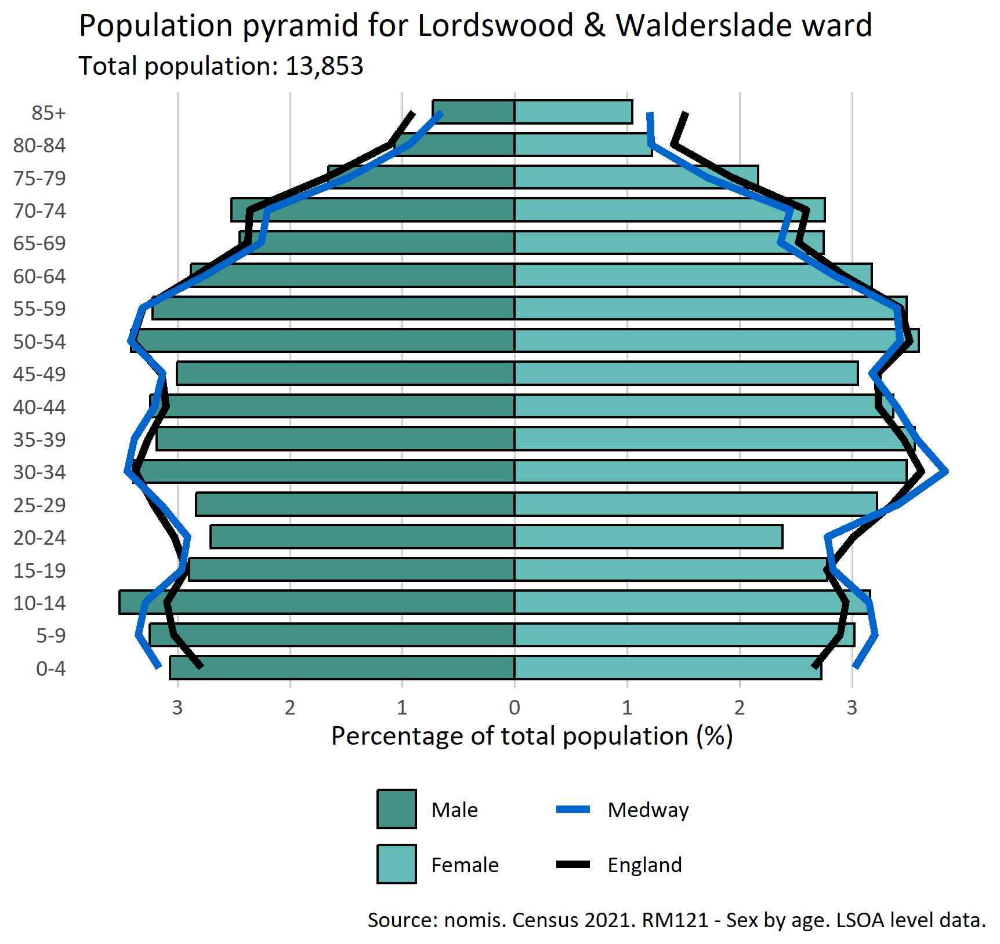 Population pyramid for Lordswood & Walderslade ward
Total population: 13,853
85+
80-84
75-79
70-74
65-69
60-64
55-59
50-54
45-49
40-44
35-39
30-34
25-29
20-24
15-19
10-14
5-9
0-4
3 2 1 0 1 2 3
Percentage of total population (%)
Male Medway
Female England
Source: nomis. Census 2021. RM121 - Sex by age. LSOA level data.